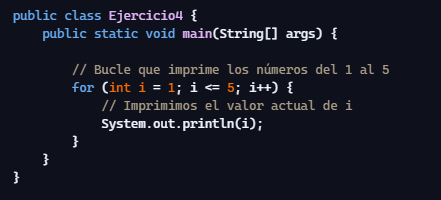 public class Ejercicio4 {
    public static void main(String[] args) {

        // Bucle que imprime los números del 1 al 5
        for (int i = 1; i <= 5; i++) {
            // Imprimimos el valor actual de i
            System.out.println(i);
        }
    }
}